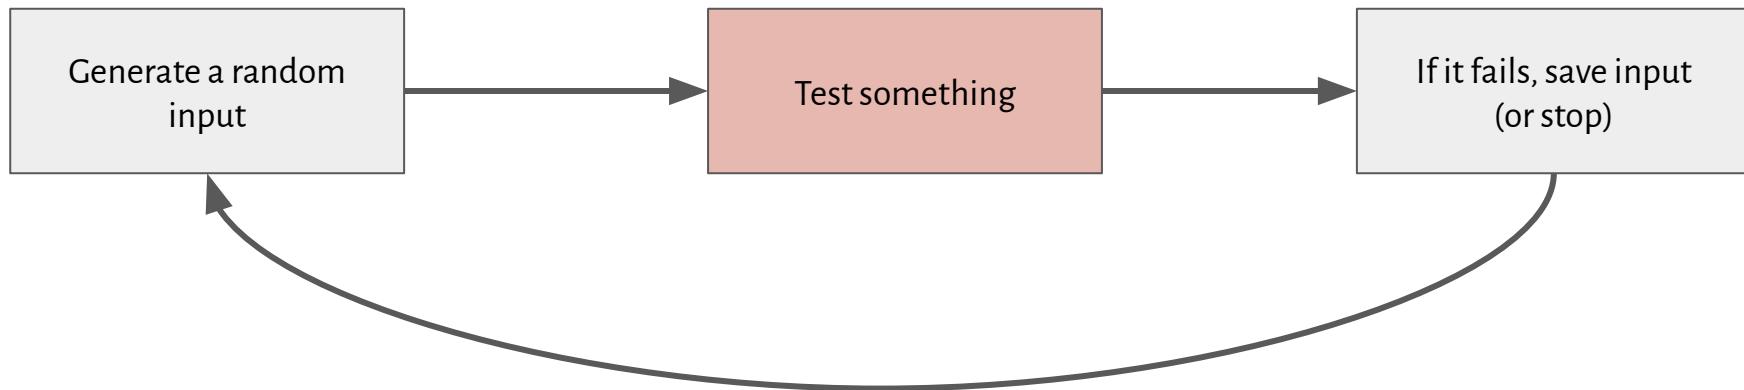 Generate a random
input
Test something
If it fails, save input
(or stop)